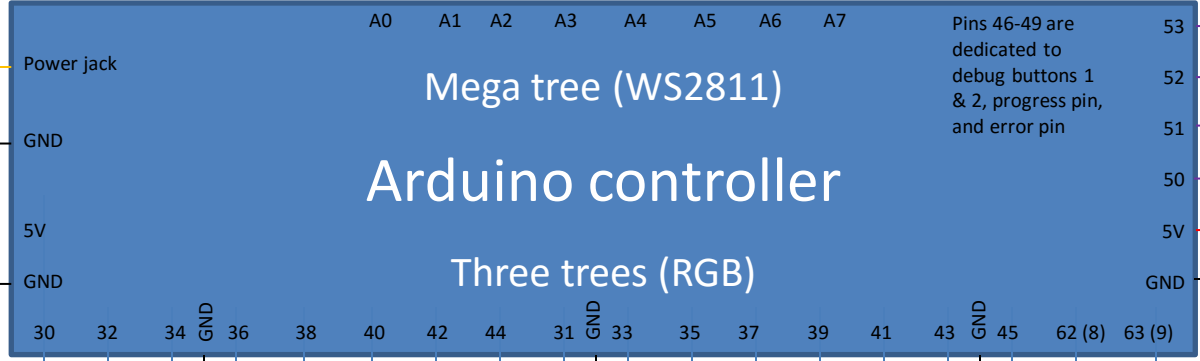 A0 A1 A2 A3 A4 A5 A6 A7
Pins 46-49 are
dedicated to
debug buttons 1
& 2, progress pin,
and error pin
53
52
51
50
5V
GND
Power jack
GND
5V
GND
Mega tree (WS2811)
Arduino controller
Three trees (RGB)
30 32 34 GND 36 38 40 42 44 31 GND 33 35 37 39 41 43 GND 45 62 (8) 63 (9)